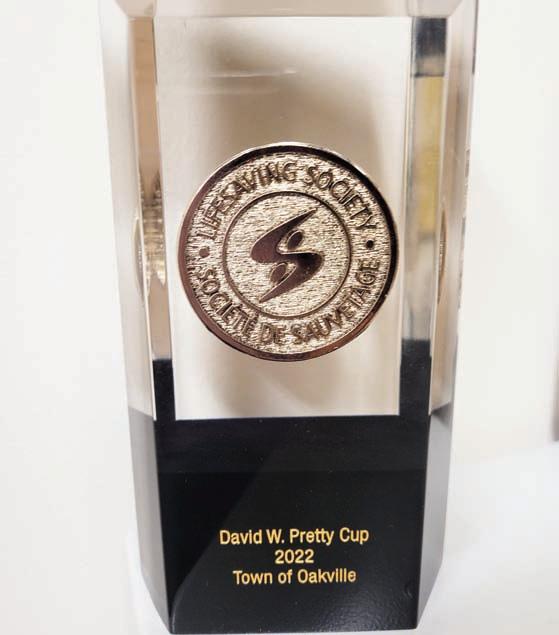 LIFESAVING SOCIETY
SOCIÉTÉ DE SAUVETAGE
David W. Pretty Cup
2022
Town of Oakville